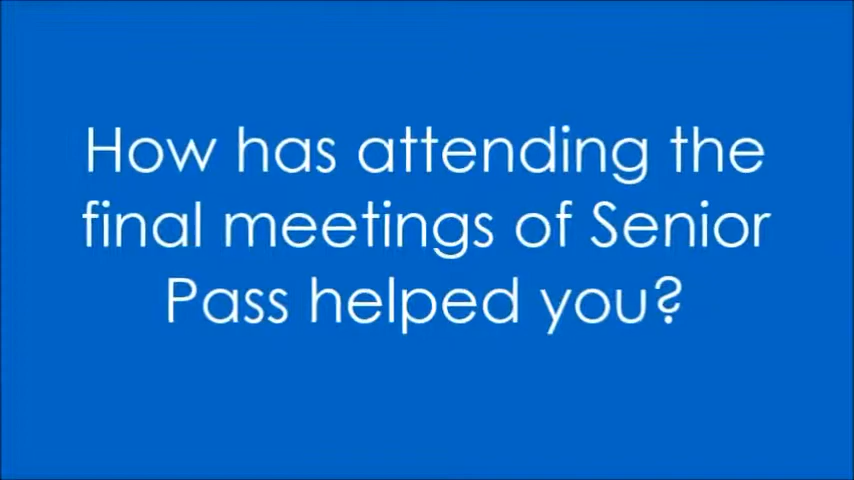 How has attending the
final meetings of Senior
Pass helped you?